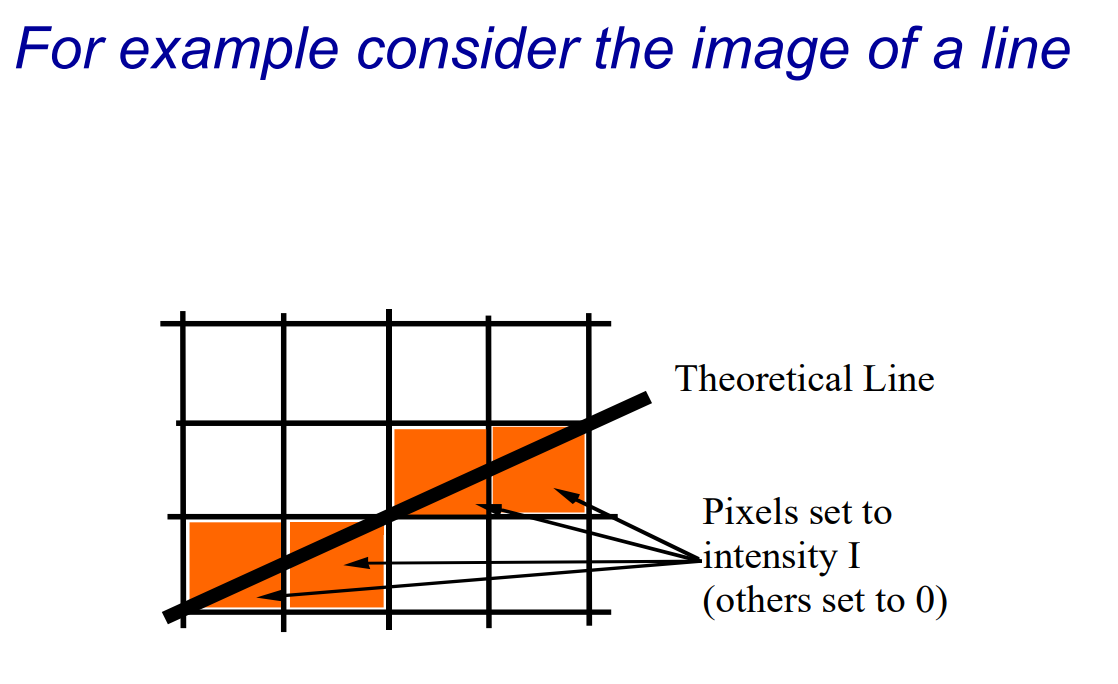 For example consider the image of a line
Theoretical Line
Pixels set to
intensity I
(others set to 0)